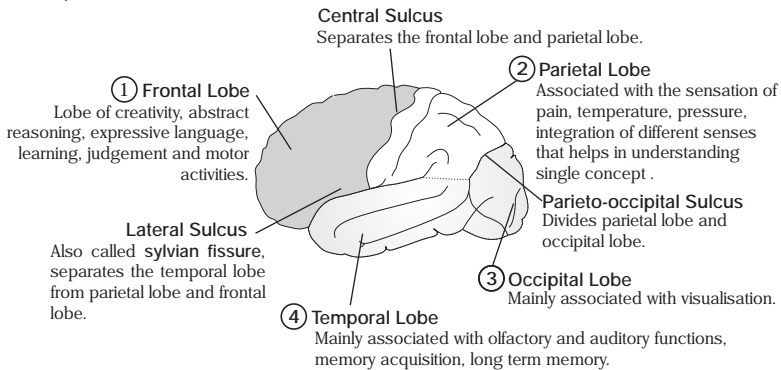 Central Sulcus
Separates the frontal lobe and parietal lobe.
1 Frontal Lobe
Lobe of creativity, abstract
reasoning, expressive language,
learning, judgement and motor
activities.
2 Parietal Lobe
Associated with the sensation of
pain, temperature, pressure,
integration of different senses
that helps in understanding
single concept .
Parieto-occipital Sulcus
Divides parietal lobe and
occipital lobe.
Lateral Sulcus
Also called sylvian fissure,
separates the temporal lobe
from parietal lobe and frontal
lobe.
3 Occipital Lobe
Mainly associated with visualisation.
4 Temporal Lobe
Mainly associated with olfactory and auditory functions,
memory acquisition, long term memory.